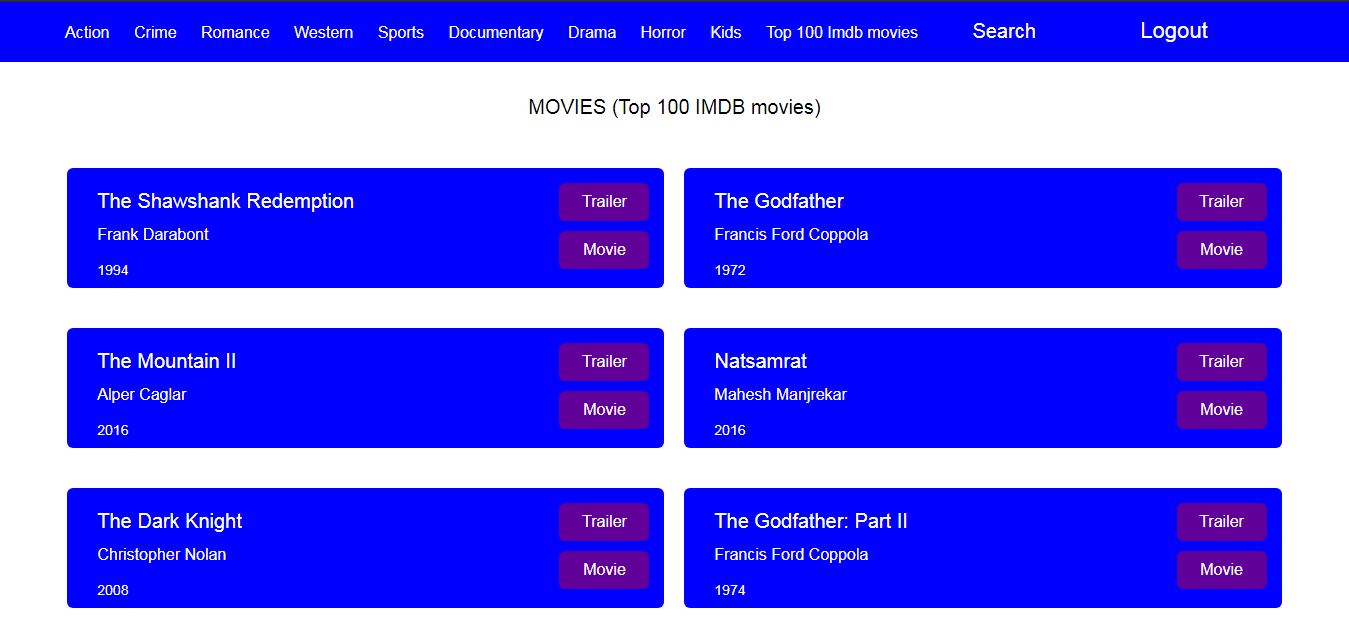 Action Crime Romance Western Sports Documentary Drama Horror Kids Top 100 Imdb movies Search Logout
MOVIES (Top 100 IMDB movies)
The Shawshank Redemption
Frank Darabont
1994
Trailer
Movie
The Godfather
Francis Ford Coppola
1972
Trailer
Movie
The Mountain II
Alper Caglar
2016
Trailer
Movie
Natsamrat
Mahesh Manjrekar
2016
Trailer
Movie
The Dark Knight
Christopher Nolan
2008
Trailer
Movie
The Godfather: Part II
Francis Ford Coppola
1974
Trailer
Movie